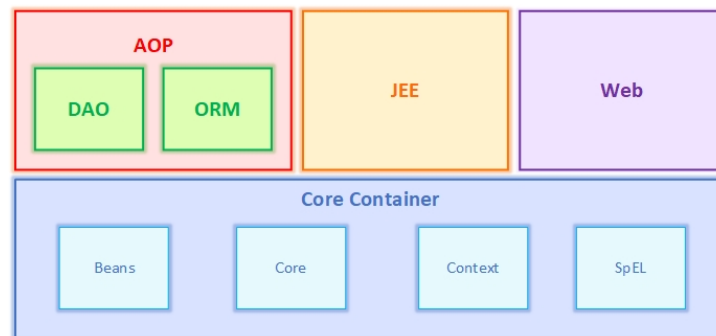 AOP
DAO
ORM
JEE
Web
Core Container
Beans
Core
Context
SpEL